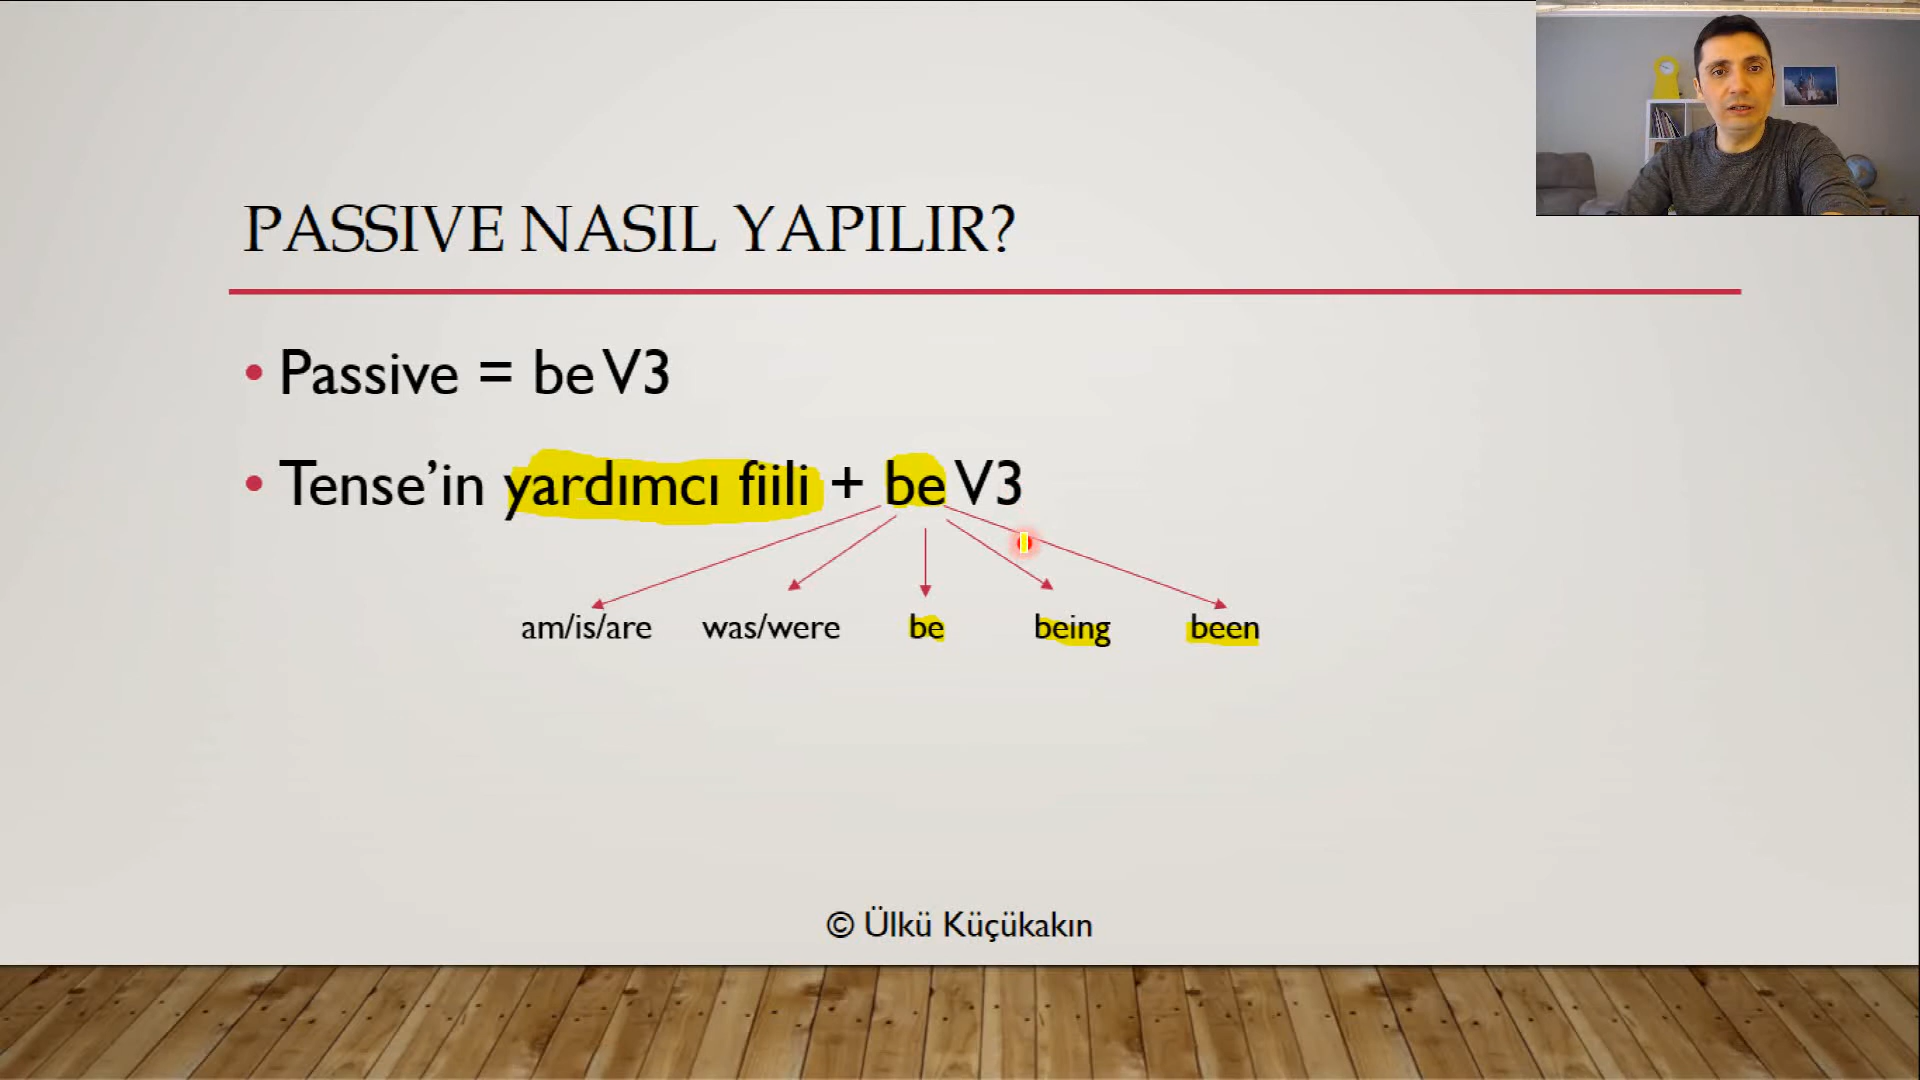 PASSIVE NASIL YAPILIR?
• Passive = be V3
• Tense’in yardımcı fiili + be V3
am/is/are was/were be being been
© Ülkü Küçükakın